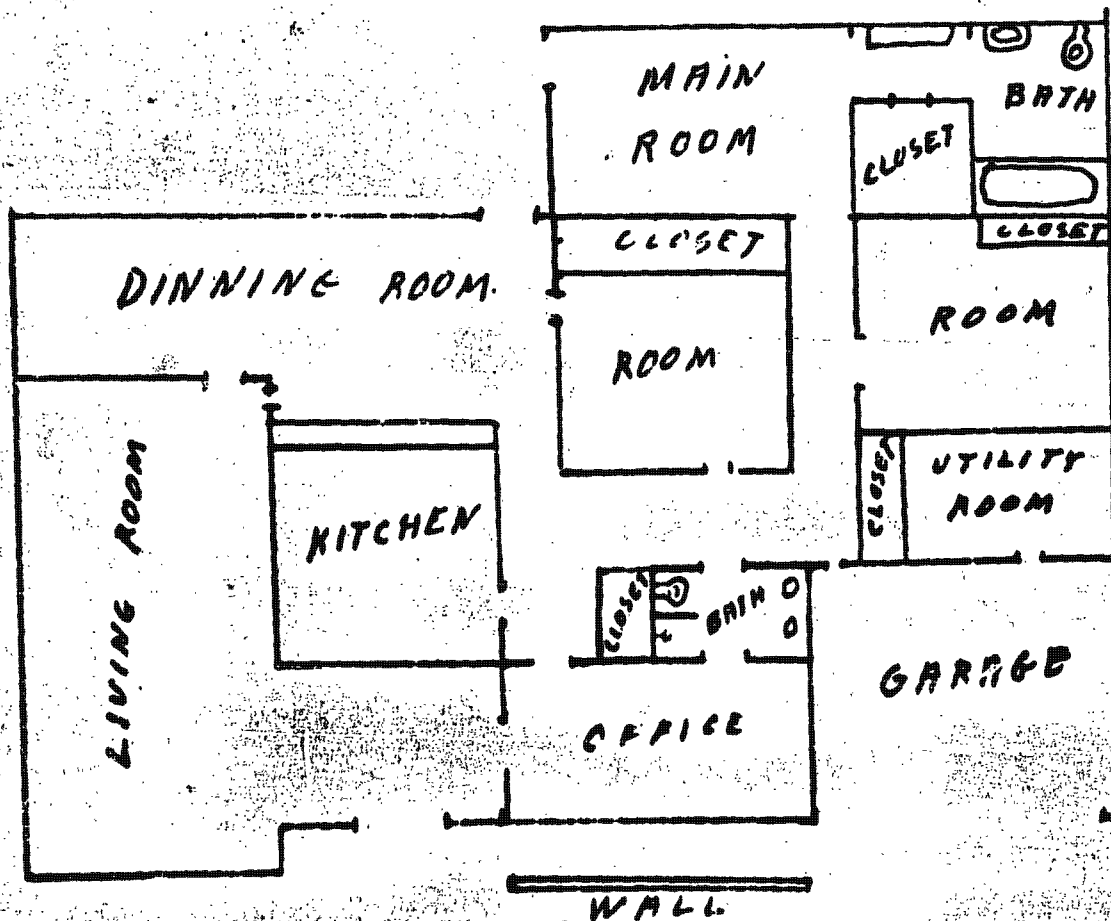 MAIN
ROOM
BATH
CLOSET
CLOSET
CLOSET
DINNING ROOM.
ROOM
ROOM
LIVING ROOM
KITCHEN
CLOSET
UTILITY
ROOM
CLOSET
BATH
GARAGE
OFFICE
WALL